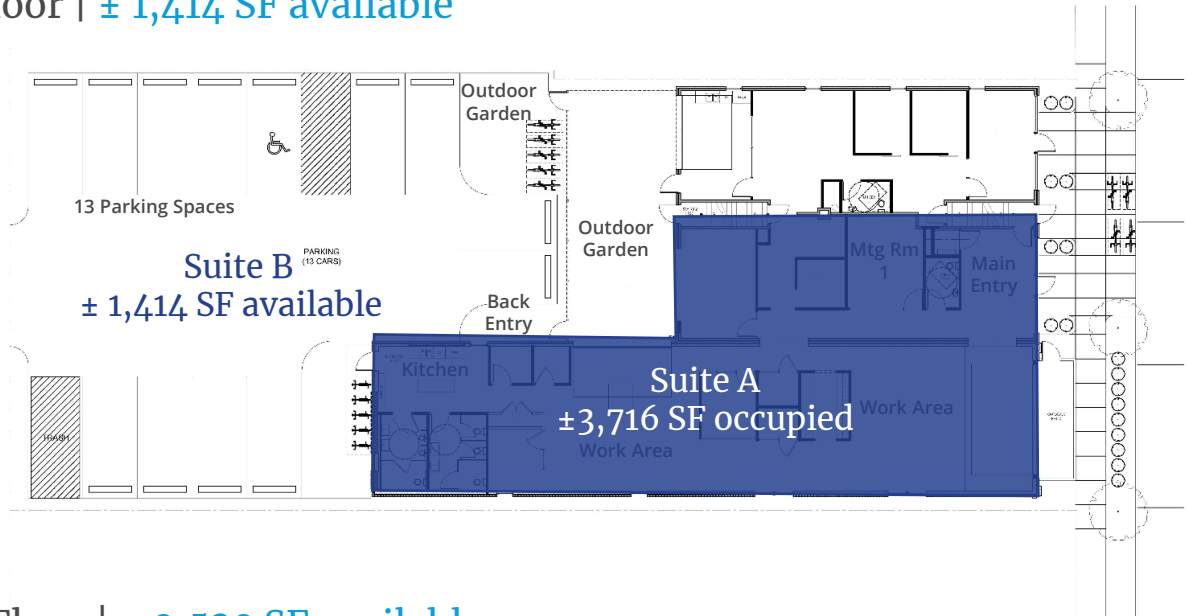 oor | ± 1,414 SF available
Outdoor
Garden
13 Parking Spaces
Outdoor
Garden
Mtg Rm
1
Main
Entry
PARKING
(13 CARS)
Suite B
± 1,414 SF available
Back
Entry
Kitchen
Suite A
±3,716 SF occupied
Work Area
Work Area
TRASH